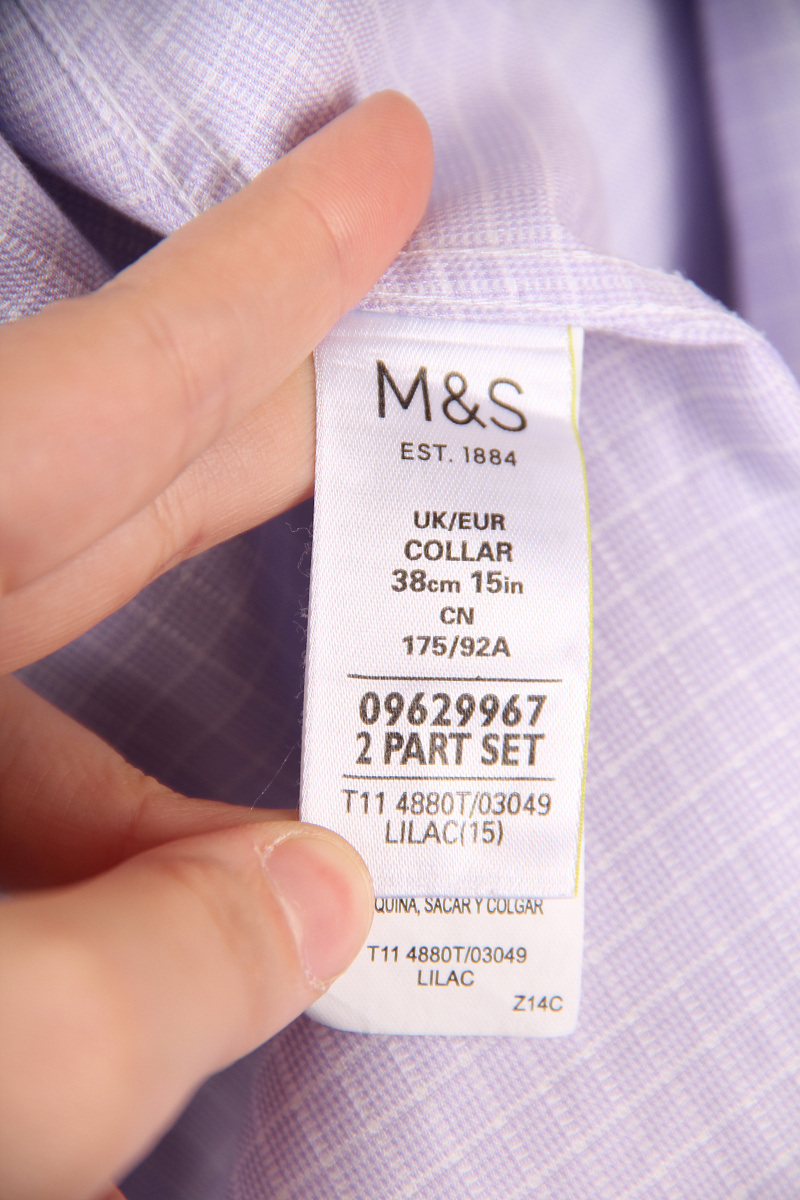 M&S
EST. 1884
UK/EUR
COLLAR
38cm 15in
CN
175/92A
09629967
2 PART SET
T11 4880T/03049
LILAC(15)
QUINA, SACAR Y COLGAR
T11 4880T/03049
LILAC
Z14C